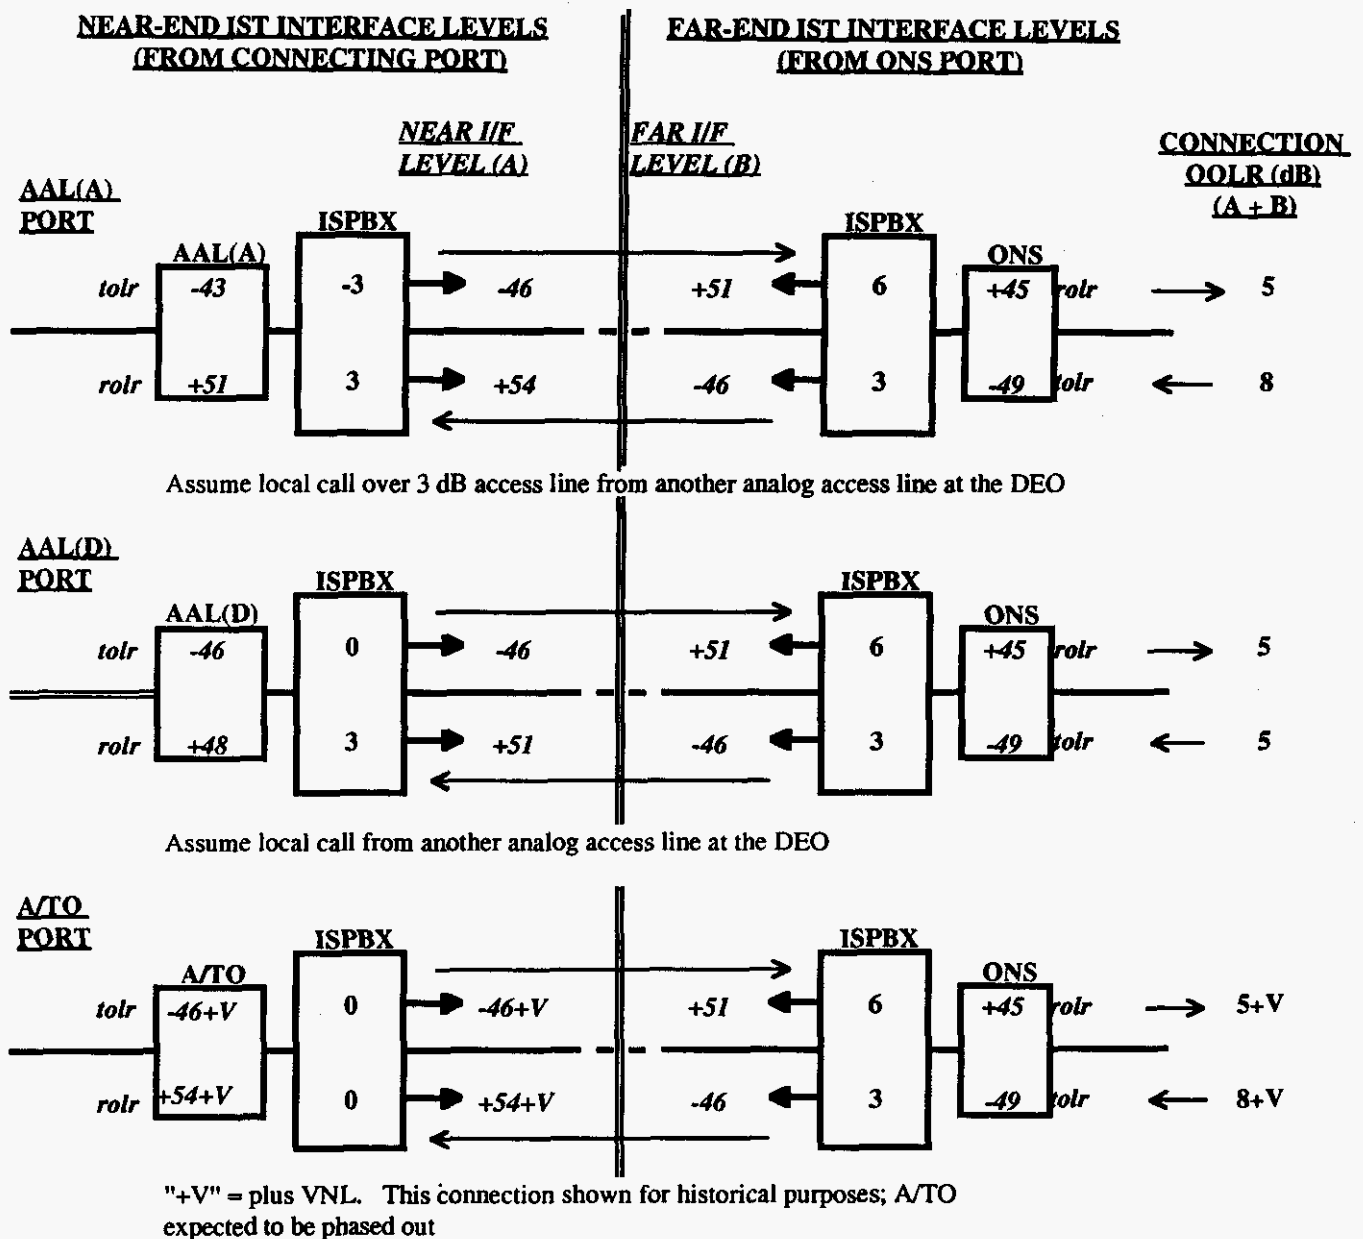 NEAR-END IST INTERFACE LEVELS
(FROM CONNECTING PORT)
FAR-END IST INTERFACE LEVELS
(FROM ONS PORT)
NEAR I/F
LEVEL (A)
FAR I/F
LEVEL (B)
CONNECTION
OOLR (dB)
(A + B)
AAL(A)
PORT
AAL(A) ISPBX ISPBX ONS
tolr -43 -3 -46 +51 6 +45 rolr 5
rolr +51 3 +54 -46 3 -49 tolr 8
Assume local call over 3 dB access line from another analog access line at the DEO
AAL(D)
PORT
AAL(D) ISPBX ISPBX ONS
tolr -46 0 -46 +51 6 +45 rolr 5
rolr +48 3 +51 -46 3 -49 tolr 5
Assume local call from another analog access line at the DEO
A/TO
PORT
A/TO ISPBX ISPBX ONS
tolr -46+V 0 -46+V +51 6 +45 rolr 5+V
rolr +54+V 0 +54+V -46 3 -49 tolr 8+V
"+V" = plus VNL. This connection shown for historical purposes; A/TO
expected to be phased out